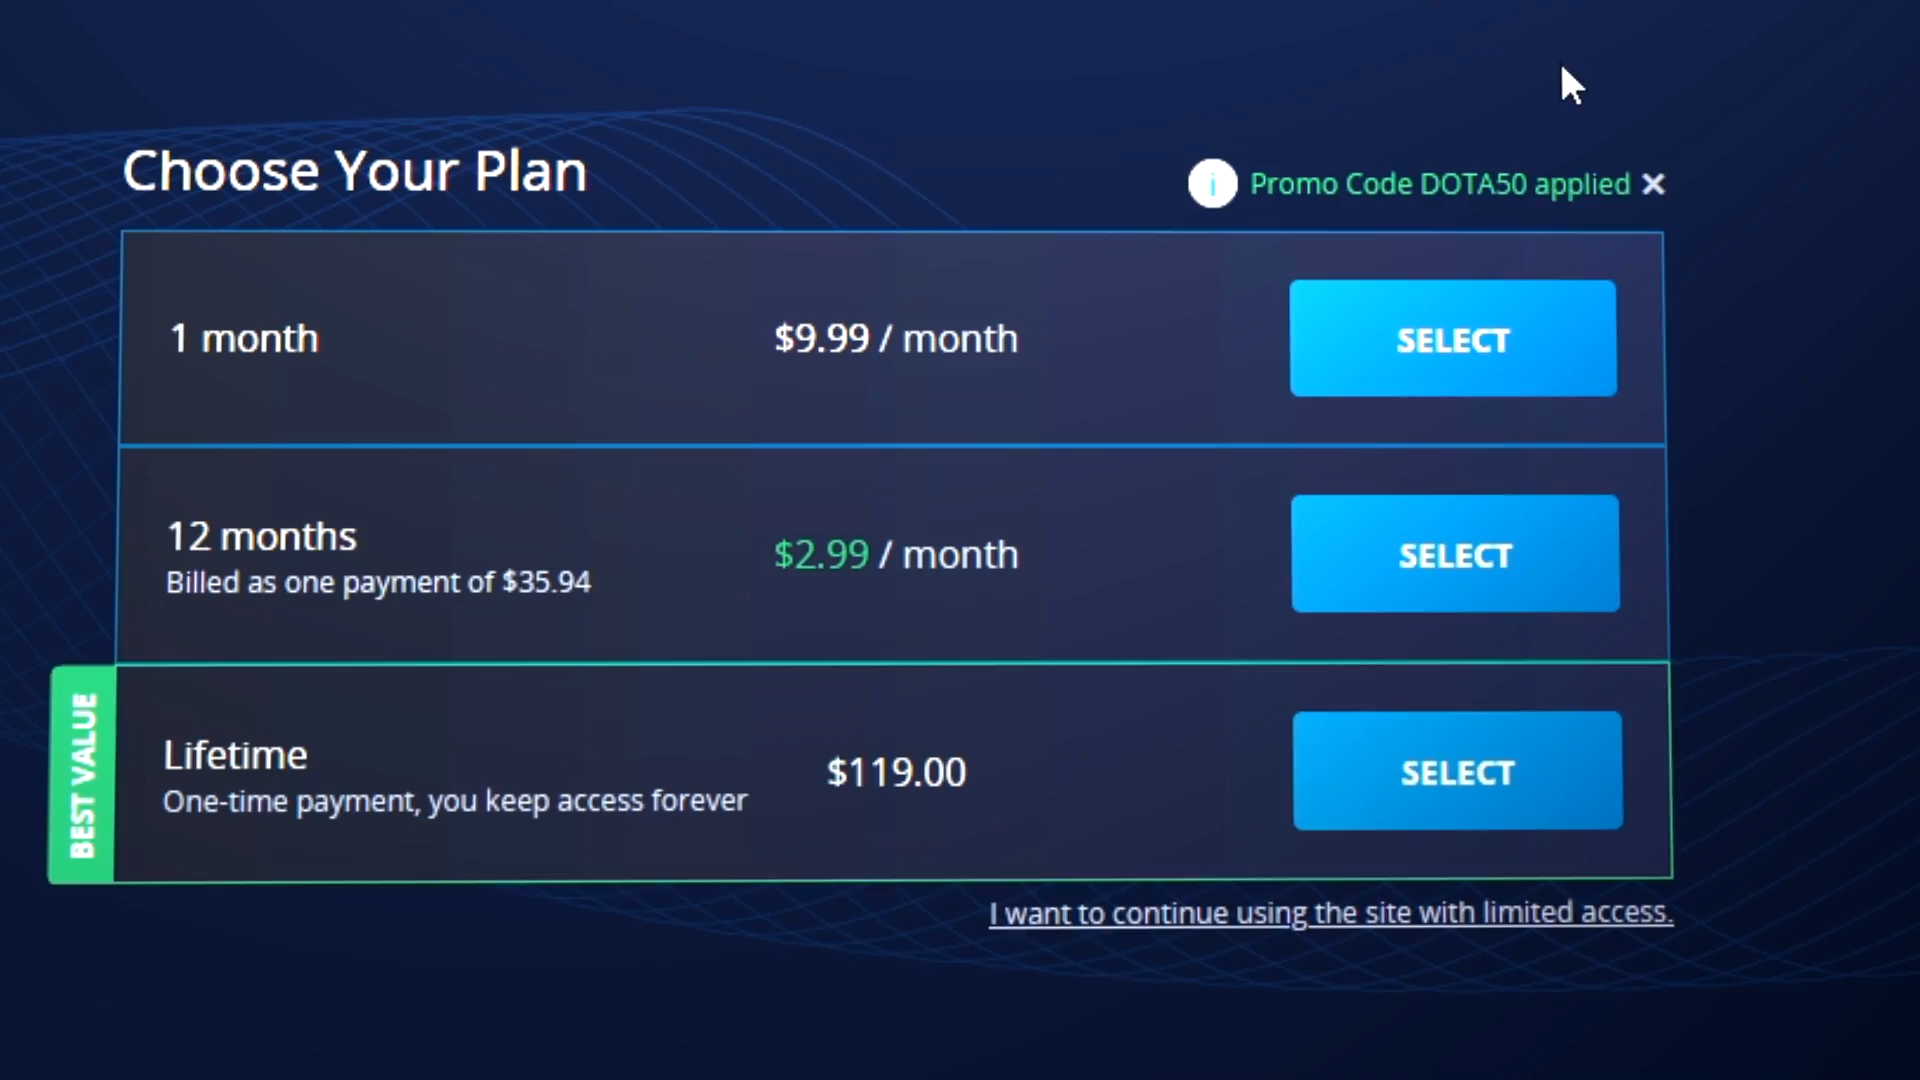 Choose Your Plan
i Promo Code DOTA50 applied ✕
1 month
$9.99 / month
SELECT
12 months
Billed as one payment of $35.94
$2.99 / month
SELECT
BEST VALUE
Lifetime
One-time payment, you keep access forever
$119.00
SELECT
I want to continue using the site with limited access.